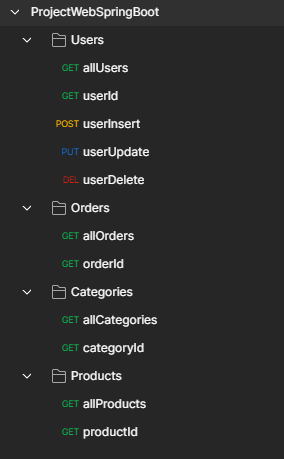 ProjectWebSpringBoot
Users
GET allUsers
GET userId
POST userInsert
PUT userUpdate
DEL userDelete
Orders
GET allOrders
GET orderId
Categories
GET allCategories
GET categoryId
Products
GET allProducts
GET productId